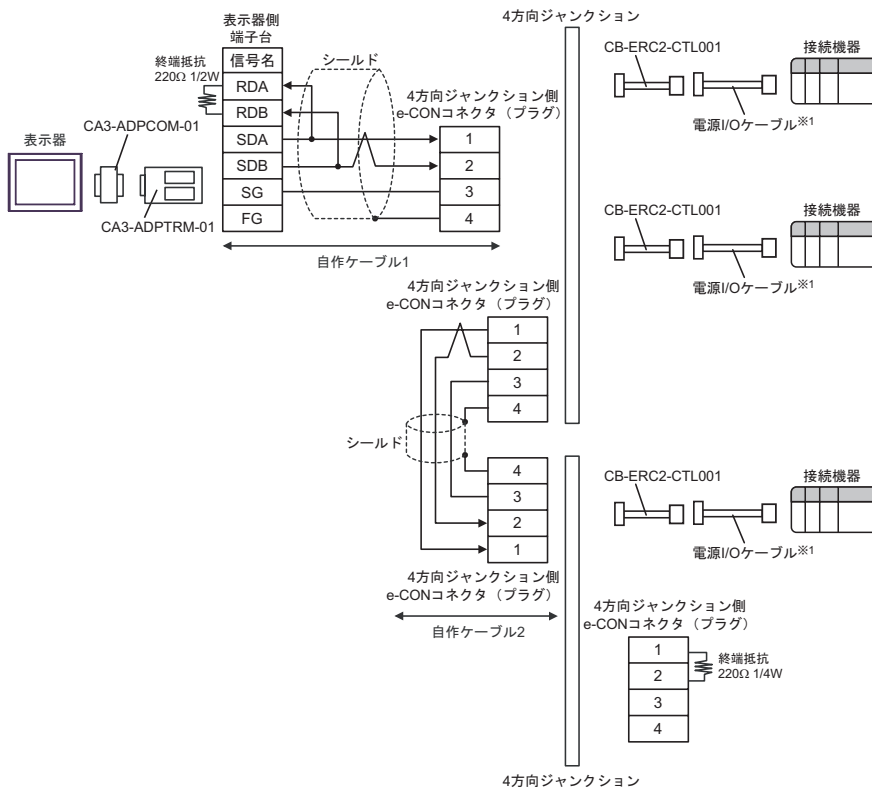 4方向ジャンクション
表示器側
端子台
終端抵抗
220Ω 1/2W
信号名
RDA
RDB
SDA
SDB
SG
FG
シールド
4方向ジャンクション側
e-CONコネクタ（プラグ）
1
2
3
4
表示器
CA3-ADPCOM-01
CA3-ADPTRM-01
自作ケーブル1
CB-ERC2-CTL001
接続機器
電源I/Oケーブル※1
CB-ERC2-CTL001
接続機器
電源I/Oケーブル※1
4方向ジャンクション側
e-CONコネクタ（プラグ）
1
2
3
4
シールド
4
3
2
1
4方向ジャンクション側
e-CONコネクタ（プラグ）
自作ケーブル2
CB-ERC2-CTL001
接続機器
電源I/Oケーブル※1
4方向ジャンクション側
e-CONコネクタ（プラグ）
1
2
3
4
終端抵抗
220Ω 1/4W
4方向ジャンクション